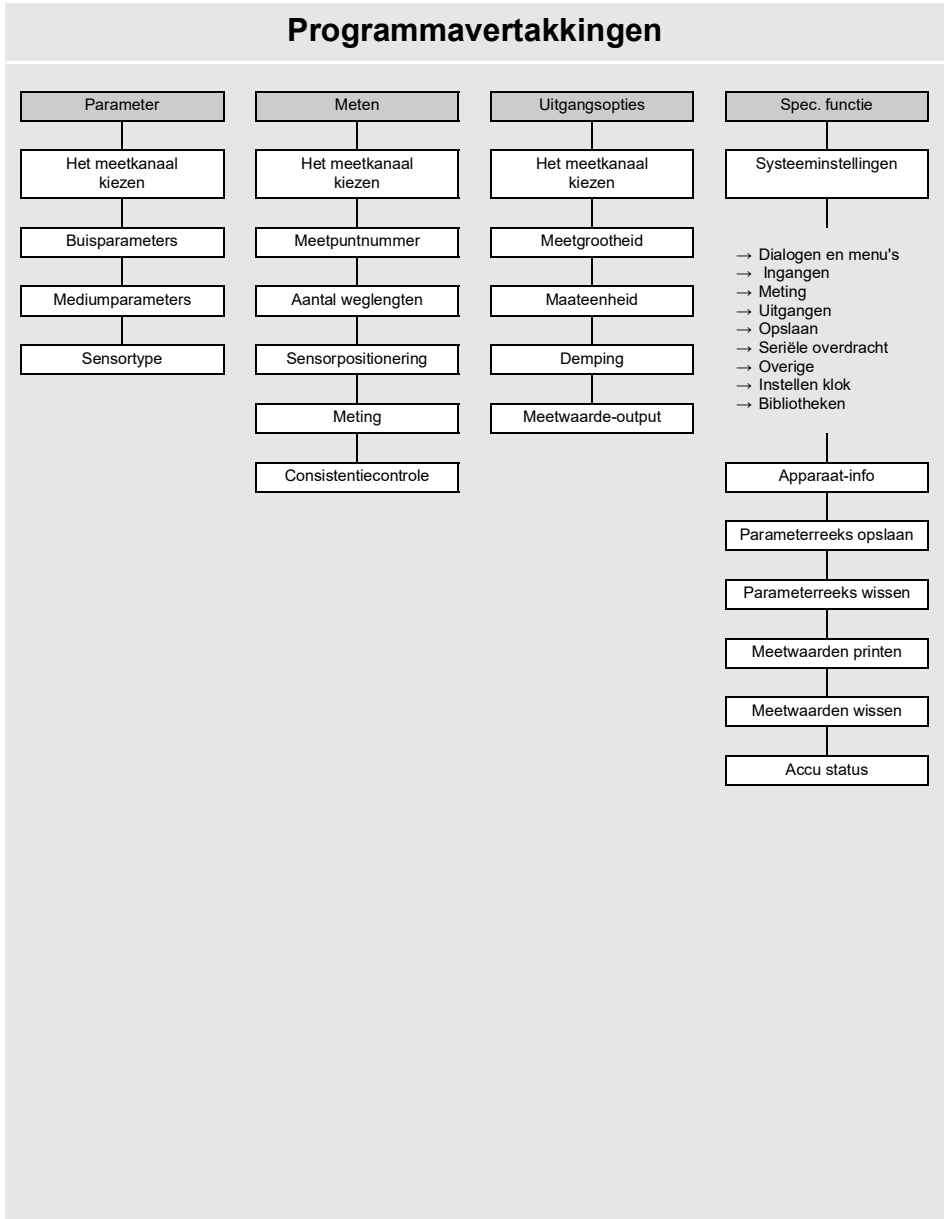 Programmavertakkingen
Parameter
Het meetkanaal
kiezen
Buisparameters
Mediumparameters
Sensortype
Meten
Het meetkanaal
kiezen
Meetpuntnummer
Aantal weglengten
Sensorpositionering
Meting
Consistentiecontrole
Uitgangsopties
Het meetkanaal
kiezen
Meetgrootheid
Maateenheid
Demping
Meetwaarde-output
Spec. functie
Systeeminstellingen
→ Dialogen en menu's
→ Ingangen
→ Meting
→ Uitgangen
→ Opslaan
→ Seriële overdracht
→ Overige
→ Instellen klok
→ Bibliotheken
Apparaat-info
Parameterreeks opslaan
Parameterreeks wissen
Meetwaarden printen
Meetwaarden wissen
Accu status